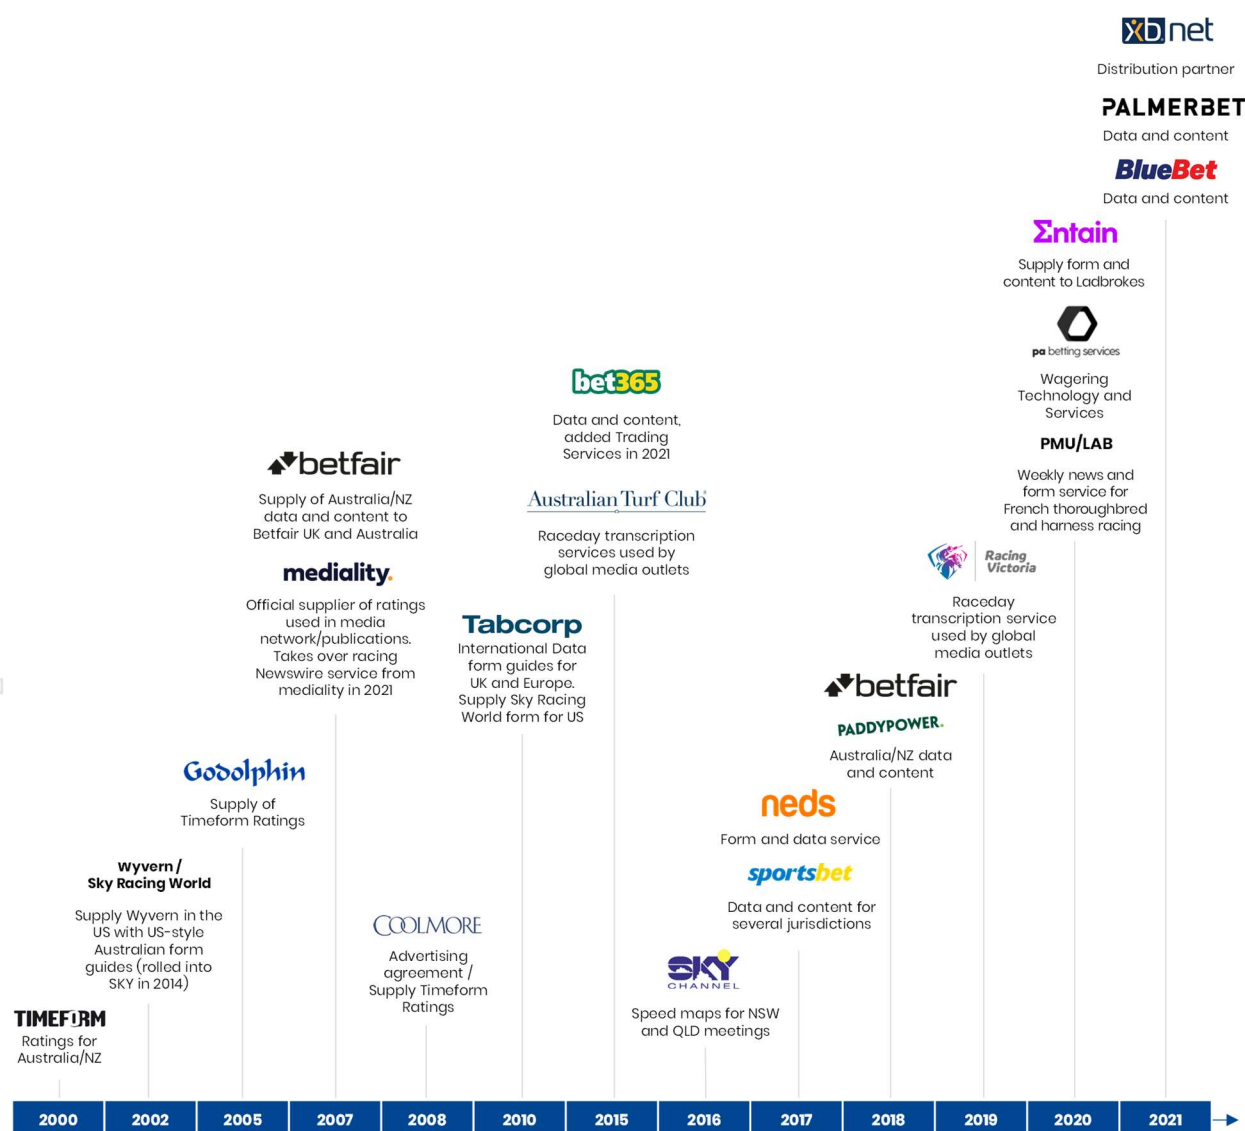 xb net
Distribution partner
PALMERBET
Data and content
BlueBet
Data and content
Σntain
Supply form and
content to Ladbrokes
pa betting services
Wagering
Technology and
Services
PMU/LAB
Weekly news and
form service for
French thoroughbred
and harness racing
bet365
Data and content,
added Trading
Services in 2021
Australian Turf Club
Raceday transcription
services used by
global media outlets
betfair
Supply of Australia/NZ
data and content to
Betfair UK and Australia
mediality.
Official supplier of ratings
used in media
network/publications.
Takes over racing
Newswire service from
mediality in 2021
Tabcorp
International Data
form guides for
UK and Europe.
Supply Sky Racing
World form for US
Racing
Victoria
Raceday
transcription service
used by global
media outlets
betfair
PADDYPOWER.
Australia/NZ data
and content
Godolphin
Supply of
Timeform Ratings
neds
Form and data service
sportsbet
Data and content for
several jurisdictions
Wyvern /
Sky Racing World
Supply Wyvern in the
US with US-style
Australian form
guides (rolled into
SKY in 2014)
COOLMORE
Advertising
agreement /
Supply Timeform
Ratings
SKY
CHANNEL
Speed maps for NSW
and QLD meetings
TIMEFORM
Ratings for
Australia/NZ
2000 2002 2005 2007 2008 2010 2015 2016 2017 2018 2019 2020 2021